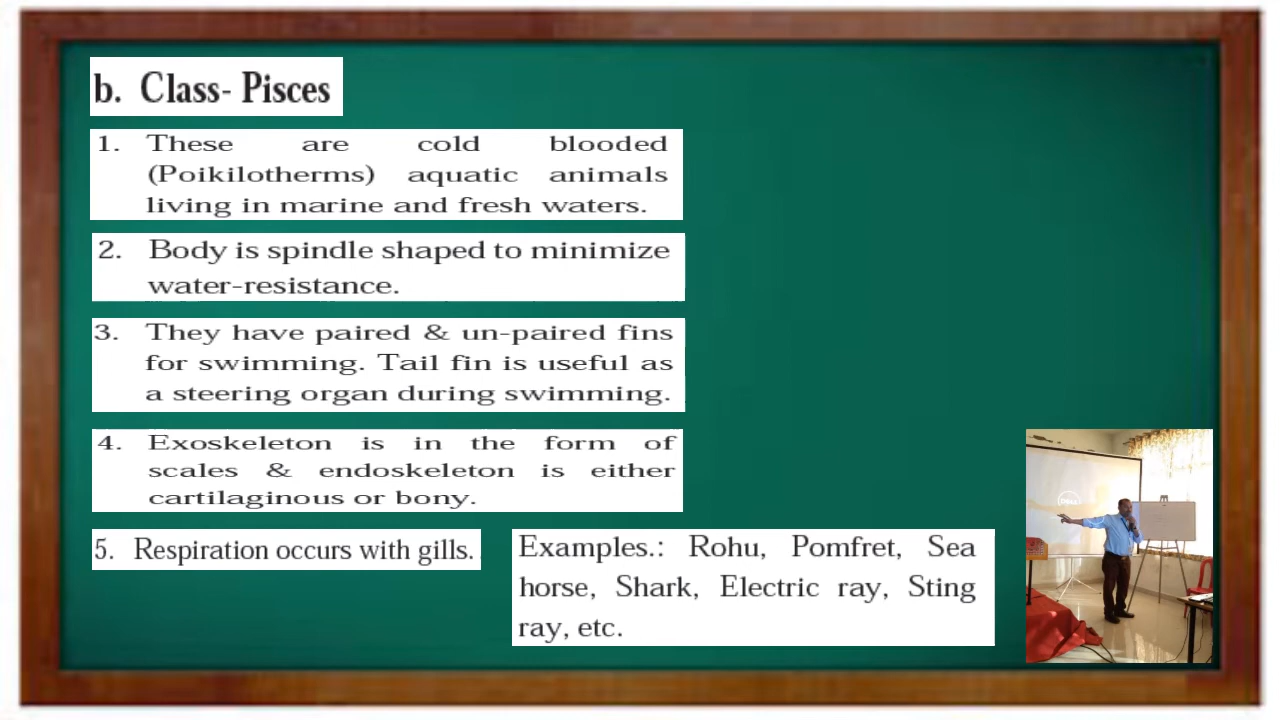 b. Class- Pisces
1. These are cold blooded
(Poikilotherms) aquatic animals
living in marine and fresh waters.
2. Body is spindle shaped to minimize
water-resistance.
3. They have paired & un-paired fins
for swimming. Tail fin is useful as
a steering organ during swimming.
4. Exoskeleton is in the form of
scales & endoskeleton is either
cartilaginous or bony.
5. Respiration occurs with gills.
Examples.: Rohu, Pomfret, Sea
horse, Shark, Electric ray, Sting
ray, etc.
DELL